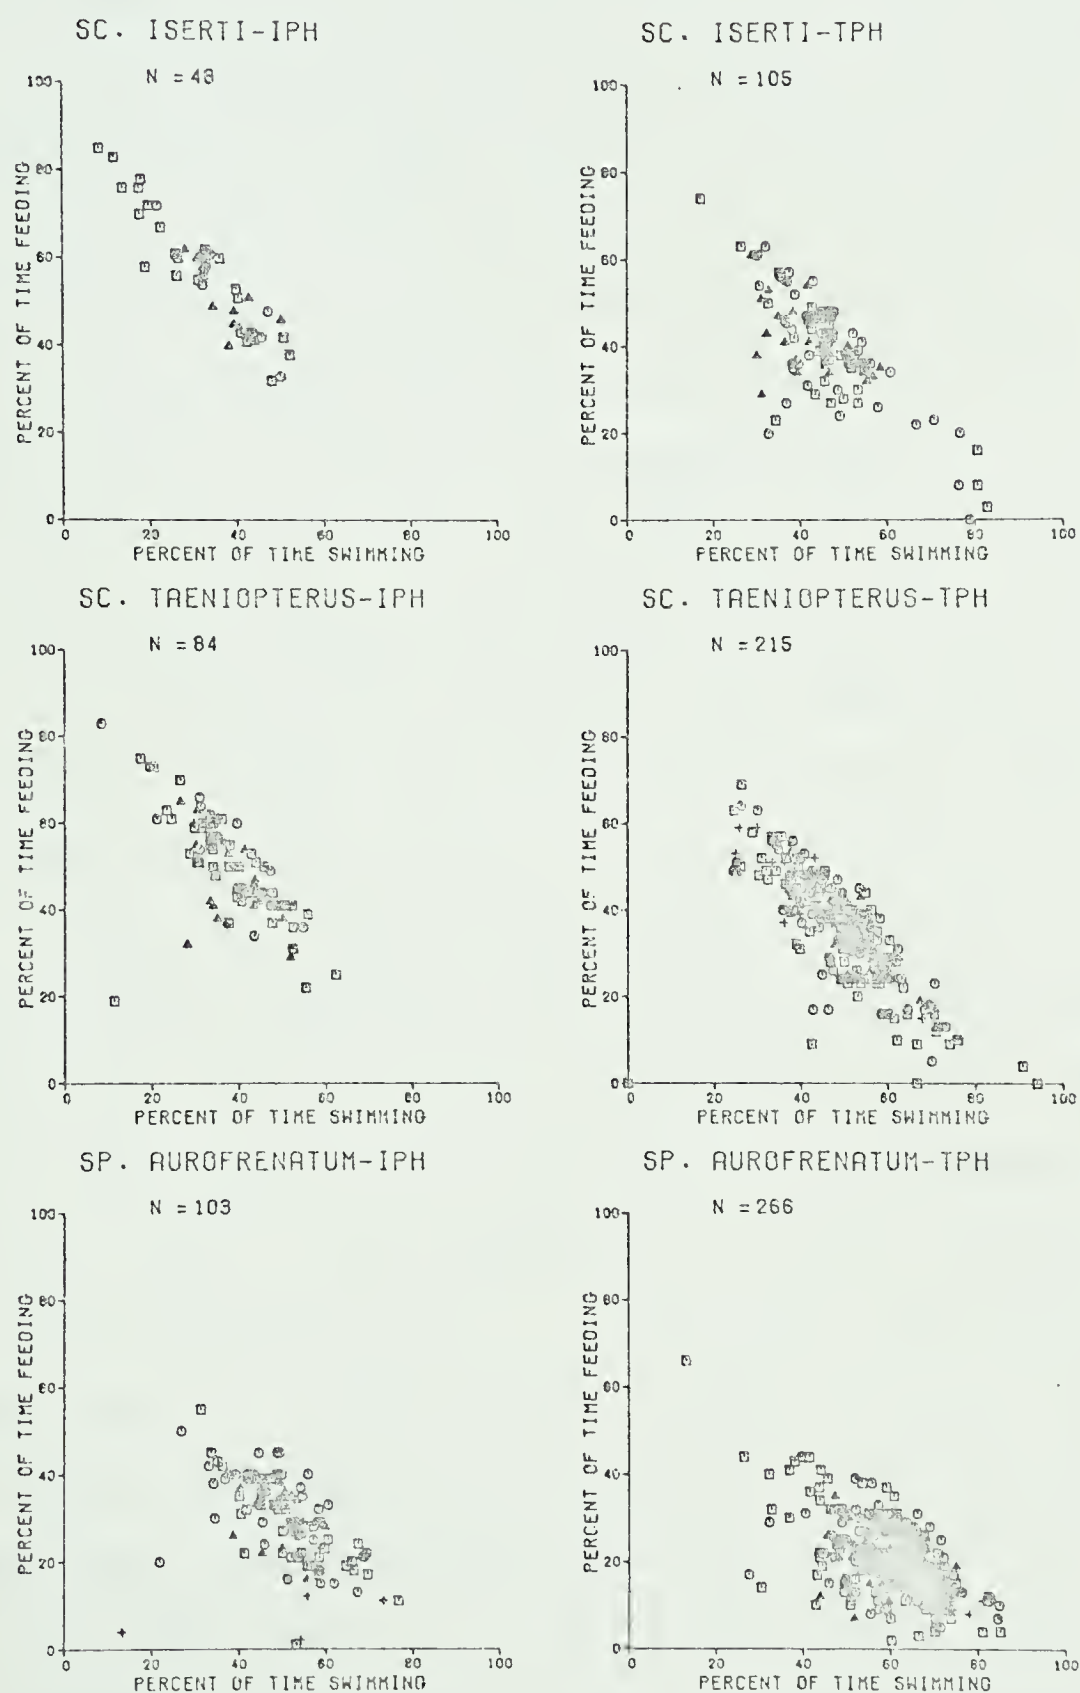 SC. ISERTI-IPH
N = 48
100
80
60
40
20
0
PERCENT OF TIME FEEDING
0 20 40 60 80 100
PERCENT OF TIME SWIMMING
SC. ISERTI-TPH
N = 105
100
80
60
40
20
0
PERCENT OF TIME FEEDING
0 20 40 60 80 100
PERCENT OF TIME SWIMMING
SC. TAENIOPTERUS-IPH
N = 84
100
80
60
40
20
0
PERCENT OF TIME FEEDING
0 20 40 60 80 100
PERCENT OF TIME SWIMMING
SC. TAENIOPTERUS-TPH
N = 215
100
80
60
40
20
0
PERCENT OF TIME FEEDING
0 20 40 60 80 100
PERCENT OF TIME SWIMMING
SP. AUROFRENATUM-IPH
N = 103
100
80
60
40
20
0
PERCENT OF TIME FEEDING
0 20 40 60 80 100
PERCENT OF TIME SWIMMING
SP. AUROFRENATUM-TPH
N = 266
100
80
60
40
20
0
PERCENT OF TIME FEEDING
0 20 40 60 80 100
PERCENT OF TIME SWIMMING